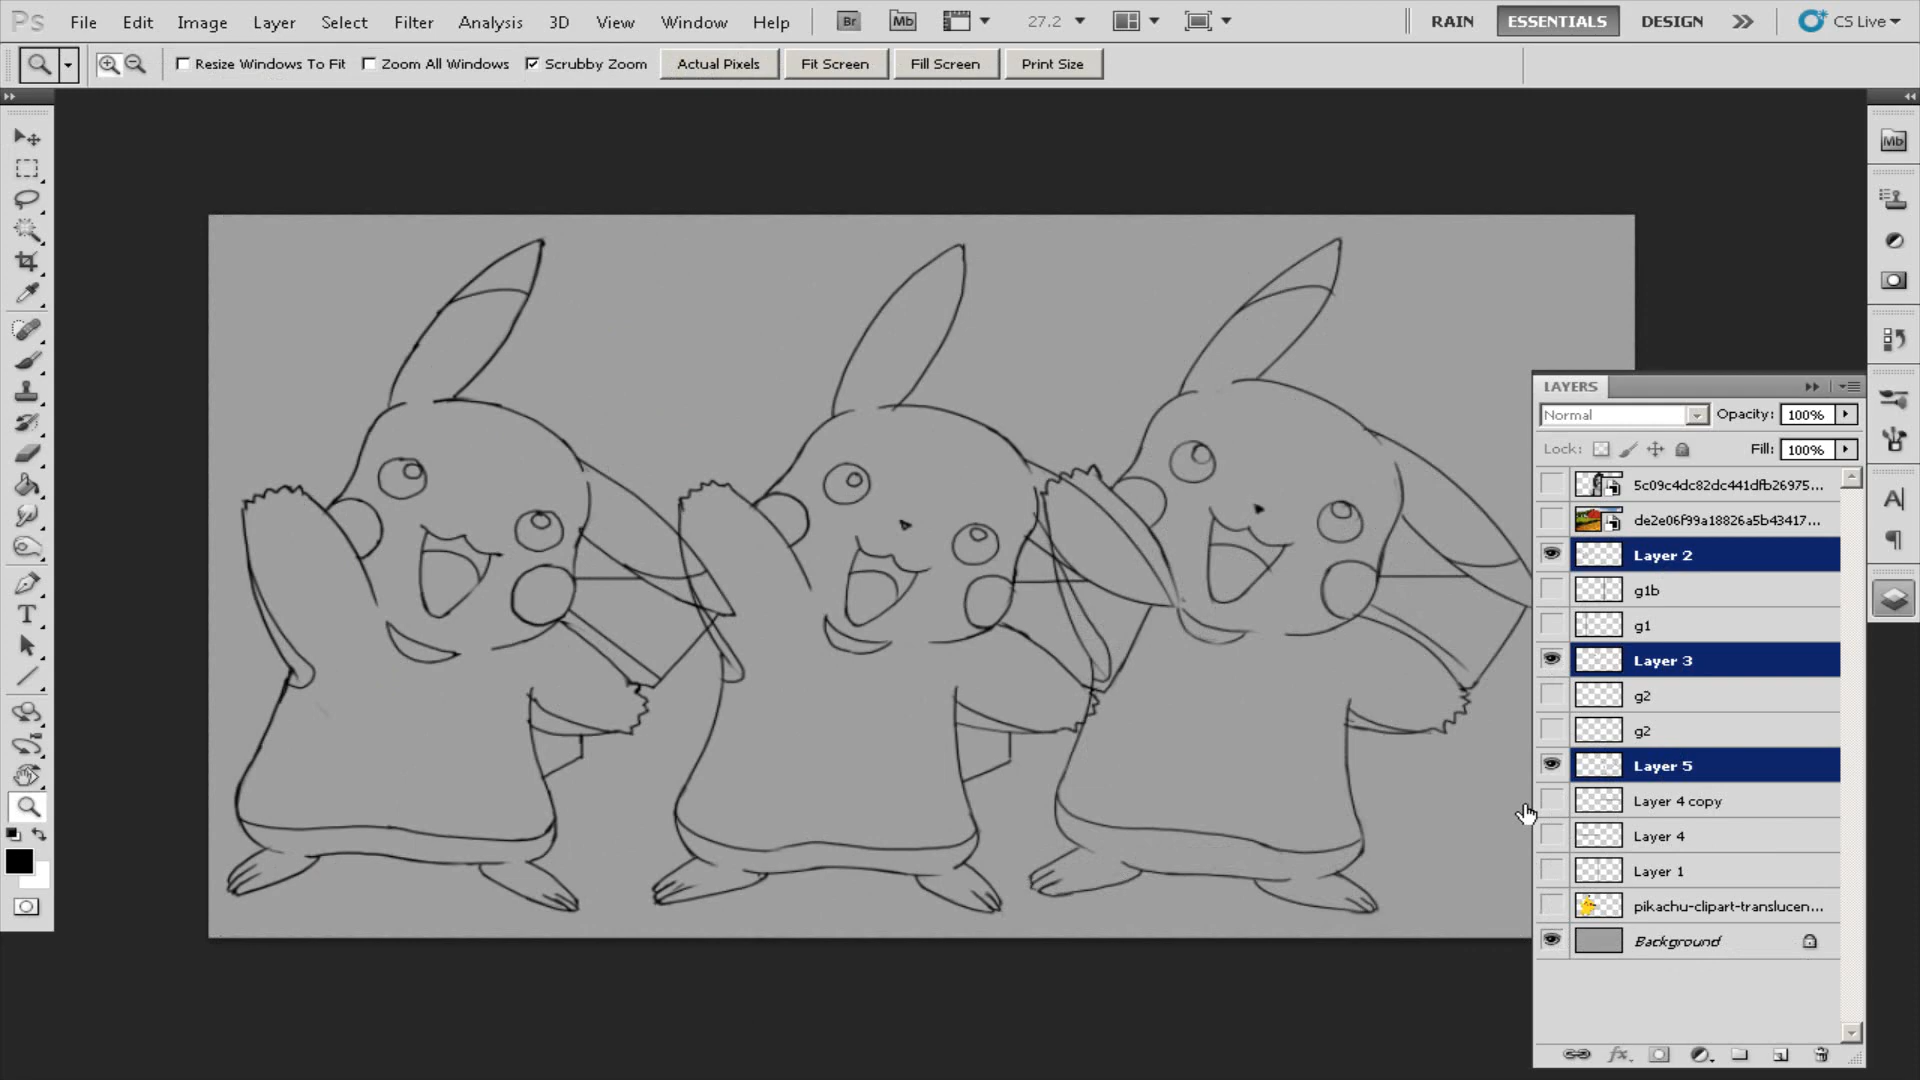 Ps File Edit Image Layer Select Filter Analysis 3D View Window Help Br Mb 27.2 RAIN ESSENTIALS DESIGN CS Live
Resize Windows To Fit Zoom All Windows Scrubby Zoom Actual Pixels Fit Screen Fill Screen Print Size
Mb
LAYERS
Normal Opacity: 100%
Lock: Fill: 100%
5c09c4dc82dc441dfb26975...
de2e06f99a18826a5b43417...
Layer 2
g1b
g1
Layer 3
g2
g2
Layer 5
Layer 4 copy
Layer 4
Layer 1
pikachu-clipart-translucen...
Background